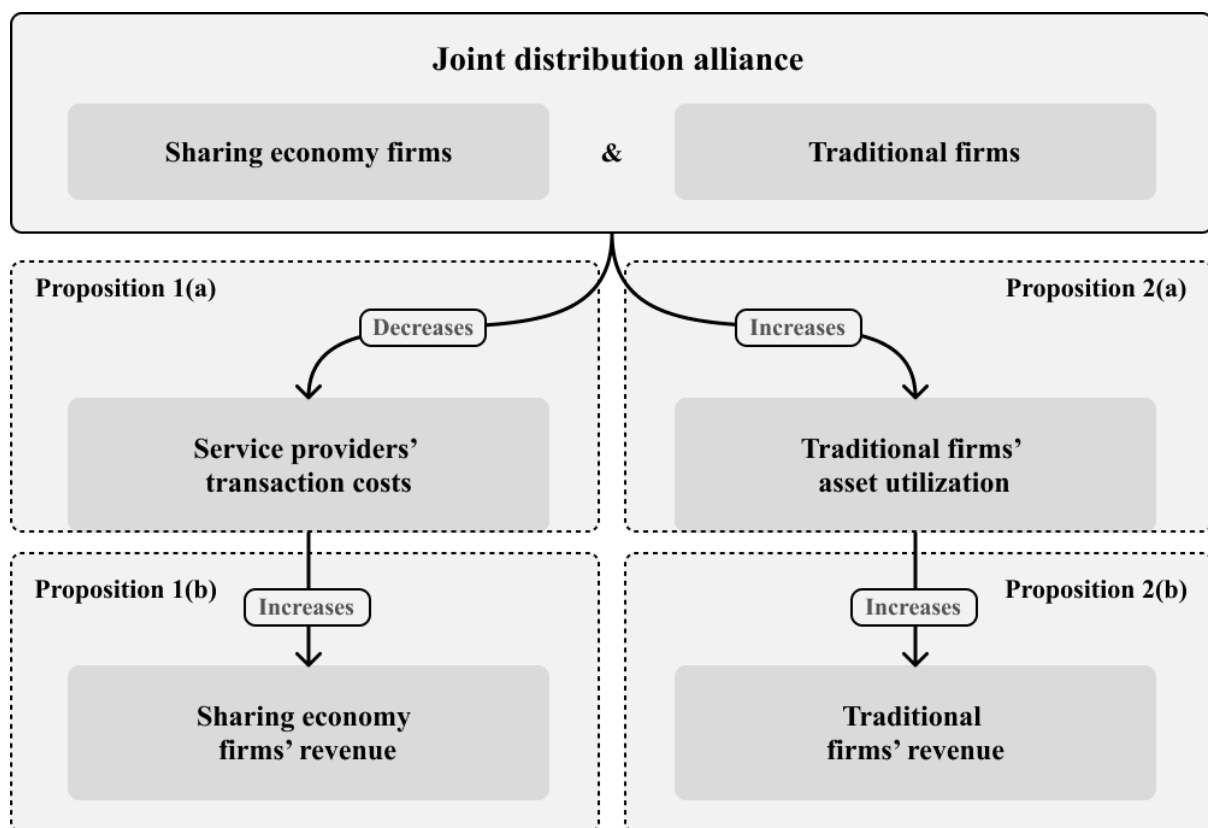 Joint distribution alliance
Sharing economy firms
&
Traditional firms
Proposition 1(a)
Proposition 2(a)
Decreases
Increases
Service providers’
transaction costs
Traditional firms’
asset utilization
Proposition 1(b)
Proposition 2(b)
Increases
Increases
Sharing economy
firms’ revenue
Traditional
firms’ revenue